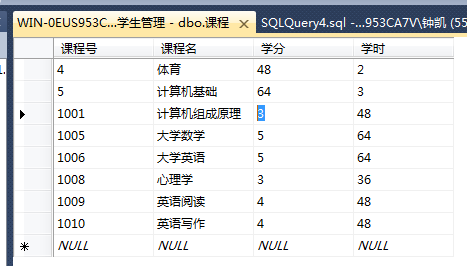 WIN-0EUS953C...学生管理 - dbo.课程 SQLQuery4.sql -...953CA7V\钟凯 (55
课程号 课程名 学分 学时
4 体育 48 2
5 计算机基础 64 3
1001 计算机组成原理 3 48
1005 大学数学 5 64
1006 大学英语 5 64
1008 心理学 3 36
1009 英语阅读 4 48
1010 英语写作 4 48
NULL NULL NULL NULL